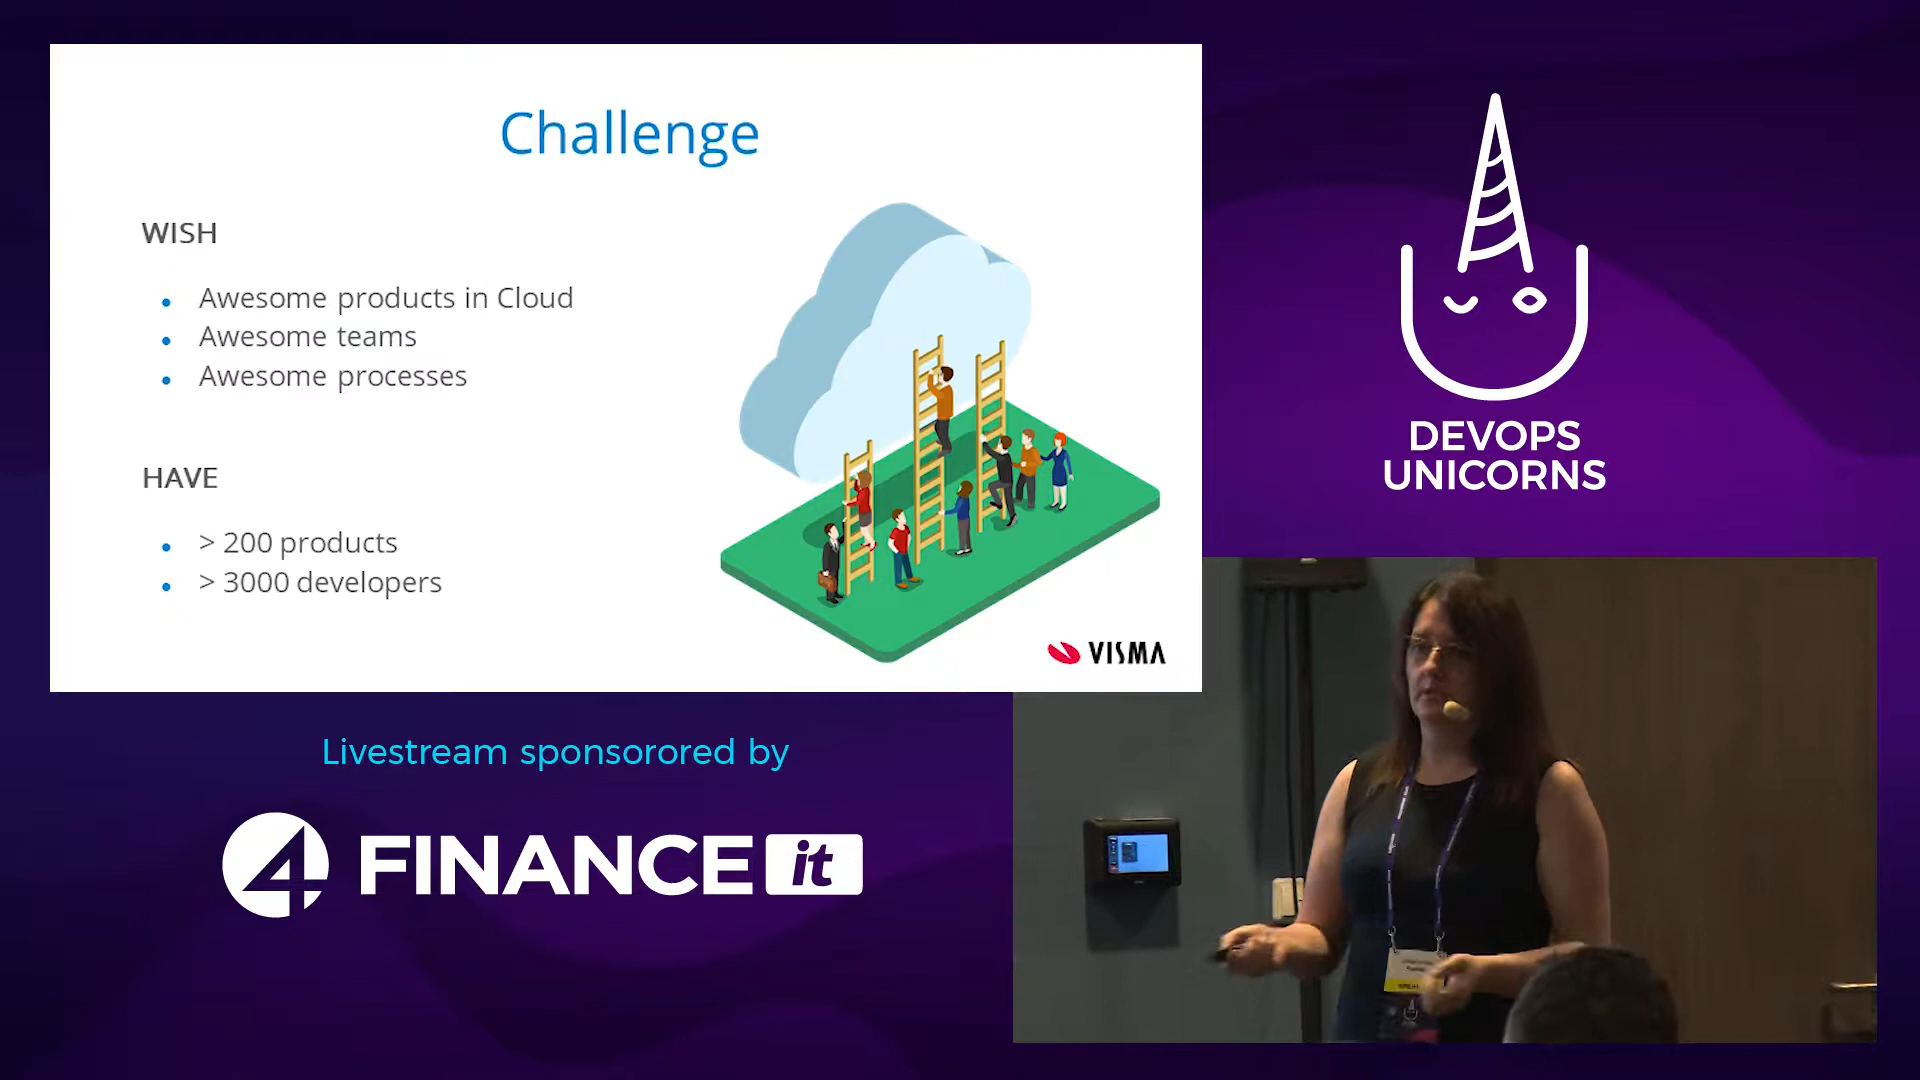 Challenge
WISH
• Awesome products in Cloud
• Awesome teams
• Awesome processes
HAVE
• > 200 products
• > 3000 developers
VISMA
DEVOPS
UNICORNS
Livestream sponsorored by
4 FINANCE it